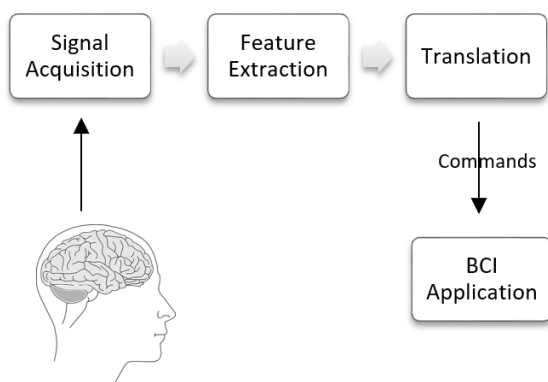 Signal
Acquisition
Feature
Extraction
Translation
Commands
BCI
Application